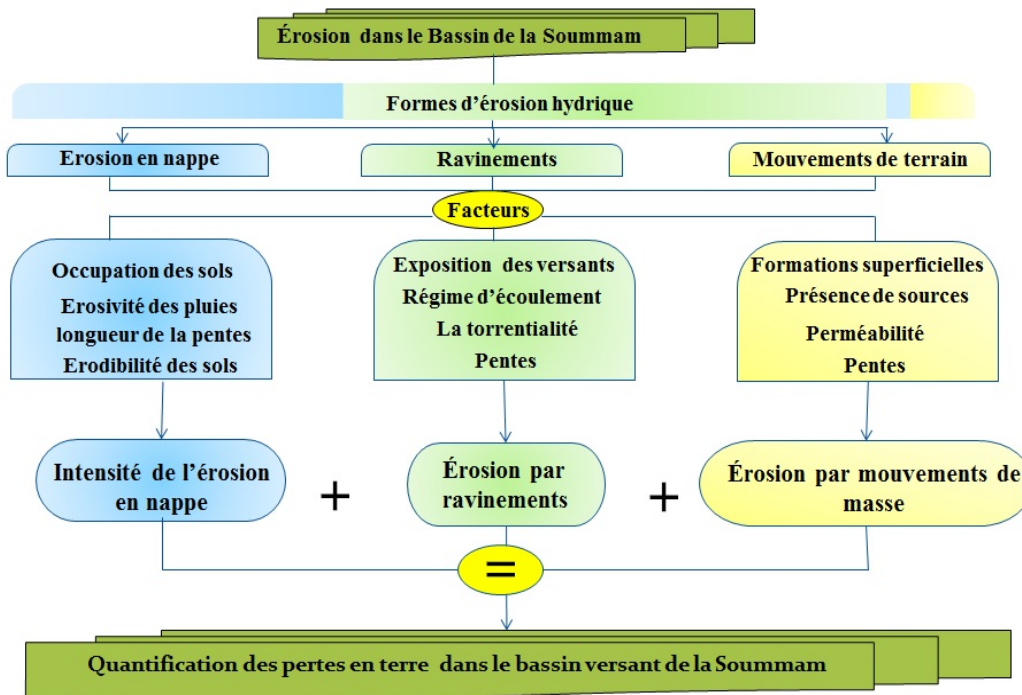 Érosion dans le Bassin de la Soummam
Formes d'érosion hydrique
Erosion en nappe
Ravinements
Mouvements de terrain
Facteurs
Occupation des sols
Erosivité des pluies
longueur de la pentes
Erodibilité des sols
Exposition des versants
Régime d'écoulement
La torrentialité
Pentes
Formations superficielles
Présence de sources
Perméabilité
Pentes
Intensité de l'érosion
en nappe
+
Érosion par
ravinements
+
Érosion par mouvements de
masse
=
Quantification des pertes en terre dans le bassin versant de la Soummam